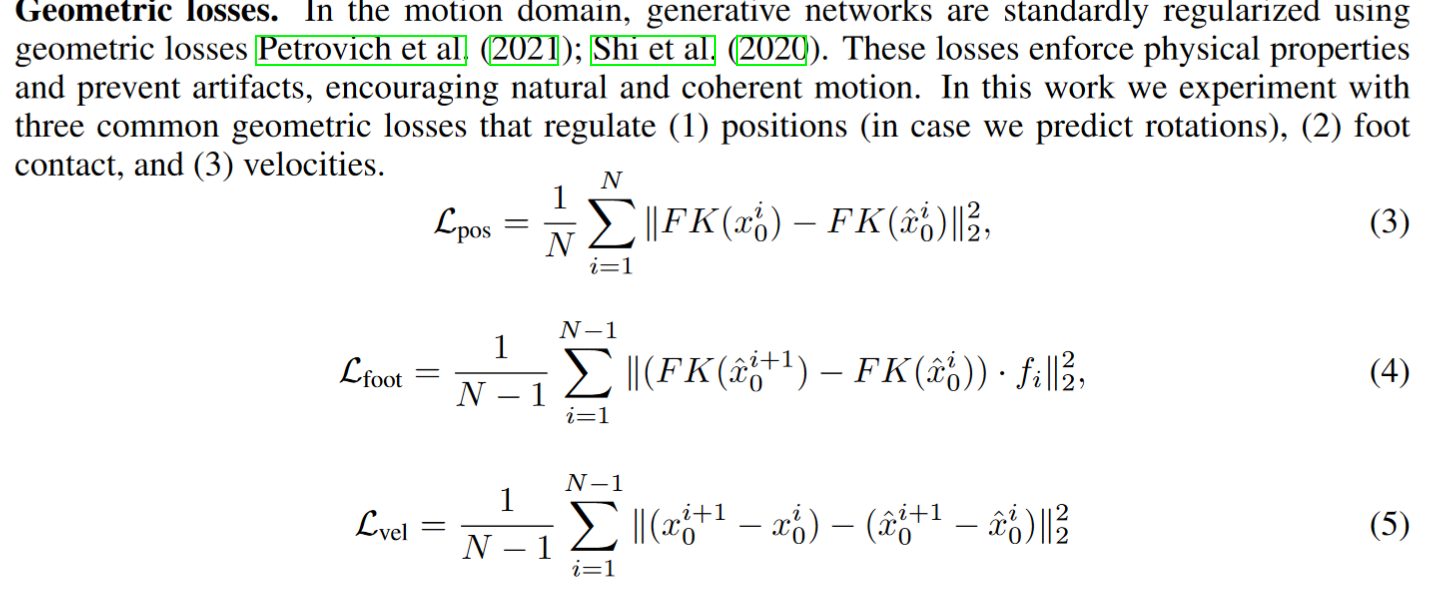 Geometric losses. In the motion domain, generative networks are standardly regularized using
geometric losses Petrovich et al. (2021); Shi et al. (2020). These losses enforce physical properties
and prevent artifacts, encouraging natural and coherent motion. In this work we experiment with
three common geometric losses that regulate (1) positions (in case we predict rotations), (2) foot
contact, and (3) velocities.
$$\mathcal{L}_{\text{pos}} = \frac{1}{N} \sum_{i=1}^{N} \| FK(x_0^i) - FK(\hat{x}_0^i) \|_2^2, \quad (3)$$
$$\mathcal{L}_{\text{foot}} = \frac{1}{N-1} \sum_{i=1}^{N-1} \| (FK(\hat{x}_0^{i+1}) - FK(\hat{x}_0^i)) \cdot f_i \|_2^2, \quad (4)$$
$$\mathcal{L}_{\text{vel}} = \frac{1}{N-1} \sum_{i=1}^{N-1} \| (x_0^{i+1} - x_0^i) - (\hat{x}_0^{i+1} - \hat{x}_0^i) \|_2^2 \quad (5)$$